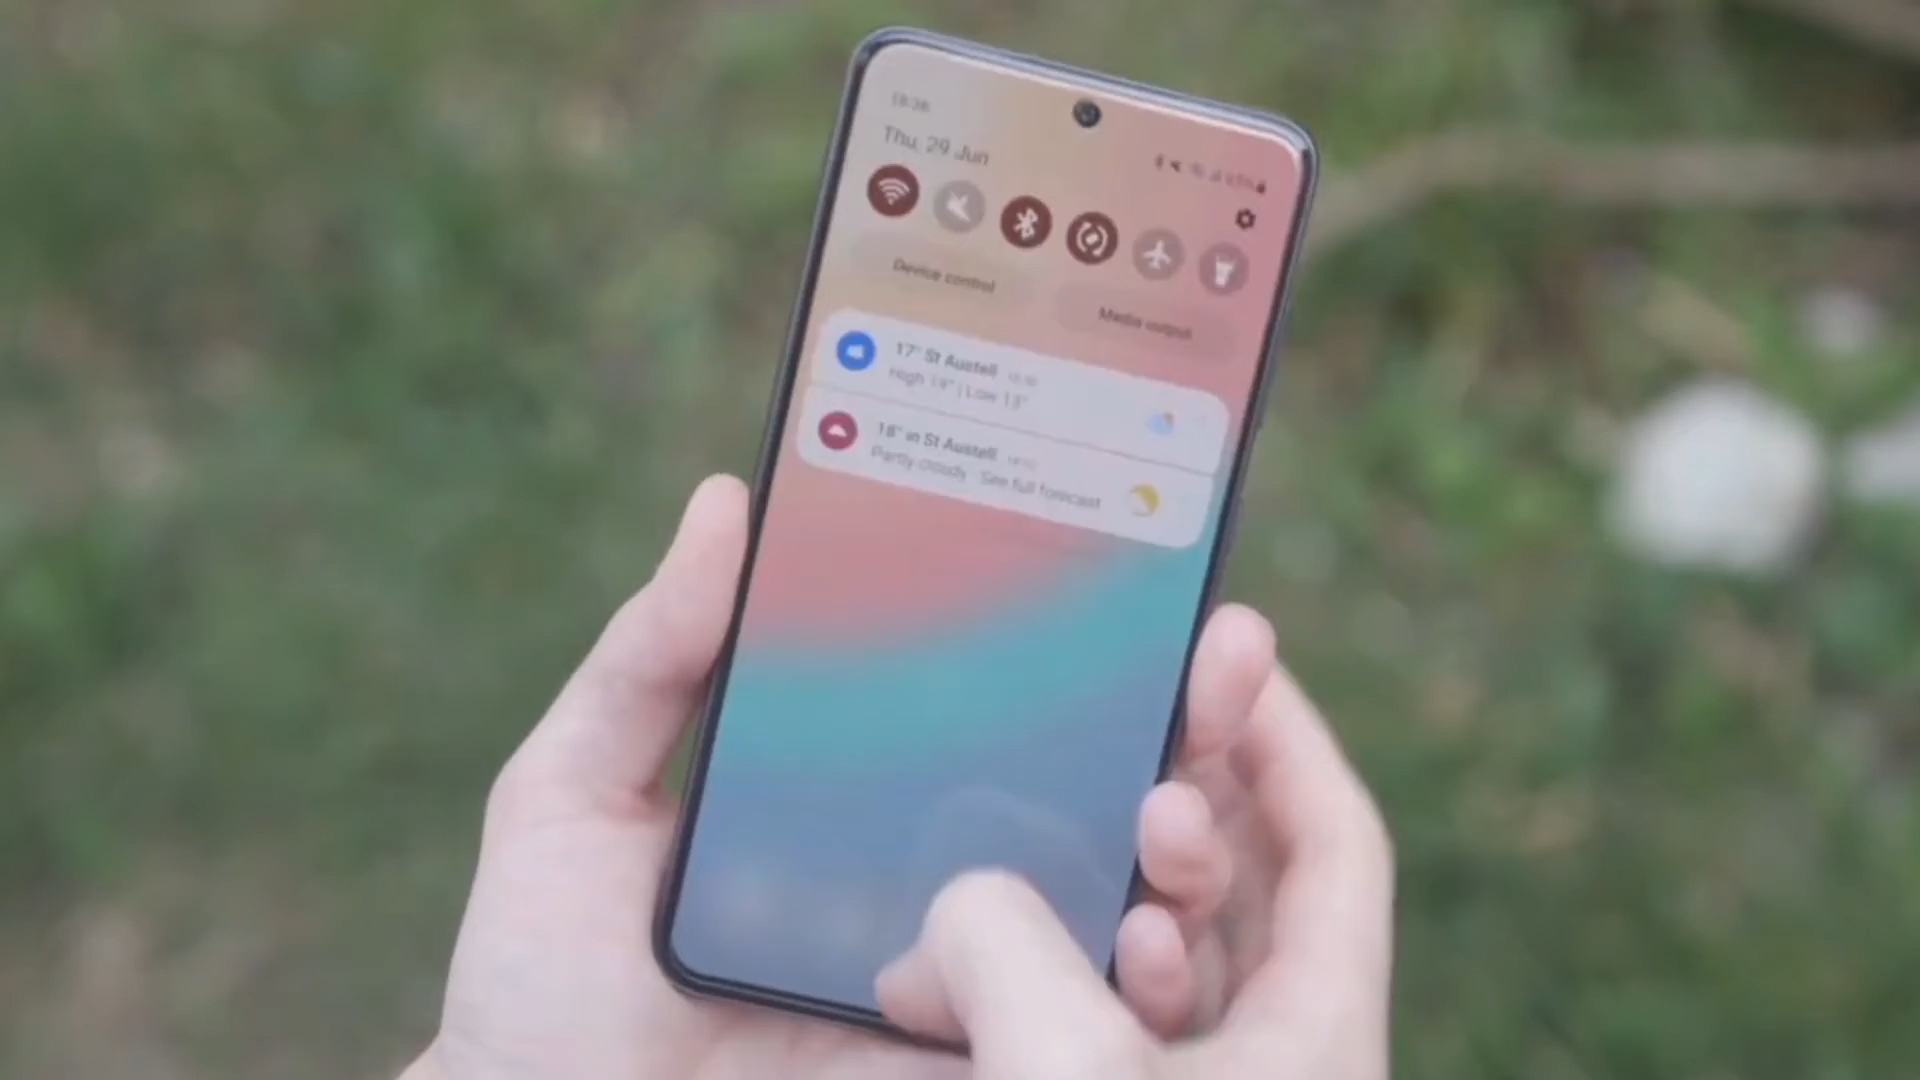 18:38
Thu, 29 Jun
Device control
Media output
17° St Austell
High 19° | Low 13°
18° in St Austell
Partly cloudy · See full forecast